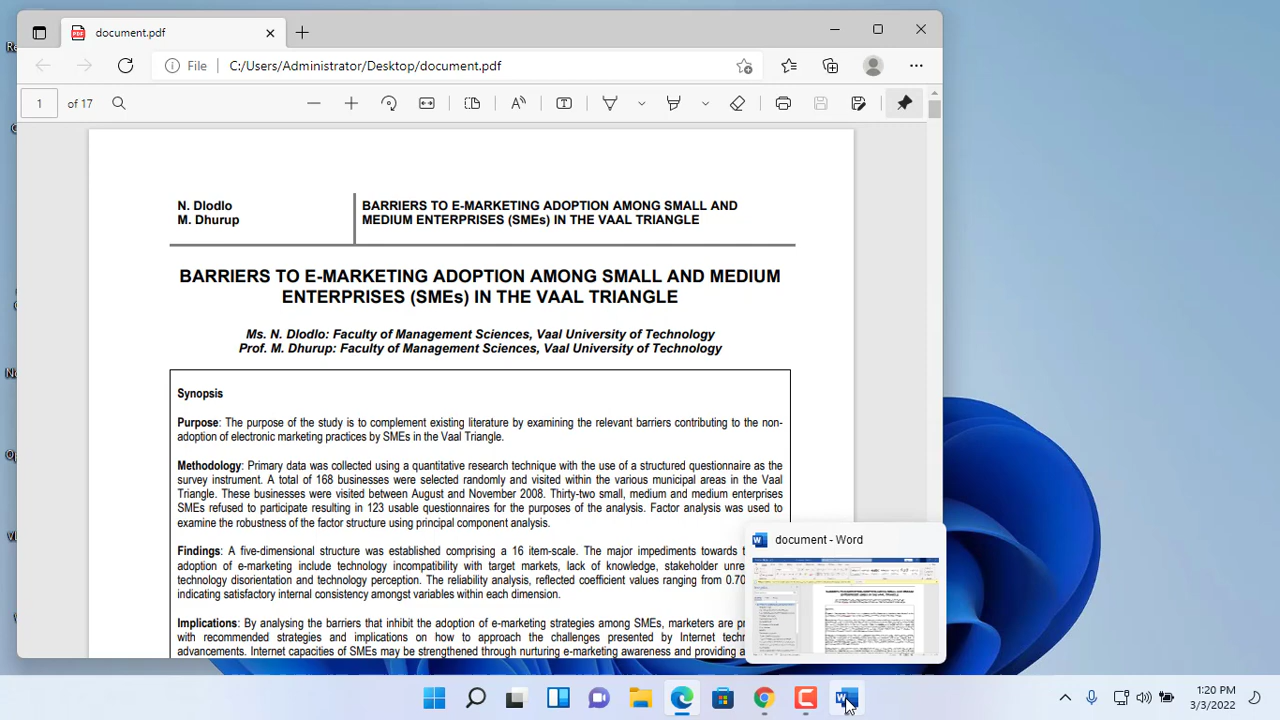 document.pdf
File C:/Users/Administrator/Desktop/document.pdf
1 of 17
N. Dlodlo
M. Dhurup
BARRIERS TO E-MARKETING ADOPTION AMONG SMALL AND
MEDIUM ENTERPRISES (SMEs) IN THE VAAL TRIANGLE
BARRIERS TO E-MARKETING ADOPTION AMONG SMALL AND MEDIUM
ENTERPRISES (SMEs) IN THE VAAL TRIANGLE
Ms. N. Dlodlo: Faculty of Management Sciences, Vaal University of Technology
Prof. M. Dhurup: Faculty of Management Sciences, Vaal University of Technology
Synopsis
Purpose: The purpose of the study is to complement existing literature by examining the relevant barriers contributing to the non-
adoption of electronic marketing practices by SMEs in the Vaal Triangle.
Methodology: Primary data was collected using a quantitative research technique with the use of a structured questionnaire as the
survey instrument. A total of 168 businesses were selected randomly and visited within the various municipal areas in the Vaal
Triangle. These businesses were visited between August and November 2008. Thirty-two small, medium and medium enterprises
SMEs refused to participate resulting in 123 usable questionnaires for the purposes of the analysis. Factor analysis was used to
examine the robustness of the factor structure using principal component analysis.
Findings: A five-dimensional structure was established comprising a 16 item-scale. The major impediments towards
adoption of e-marketing include technology incompatibility with target markets, lack of knowledge, stakeholder
technology disorientation and technology perception. The reliability analysis, reflected coefficient values ranging from 0.70
indicating satisfactory internal consistency amongst variables within each dimension.
By analysing the barriers that inhibit the adoption of e-marketing strategies from SMEs, marketers are
recommended strategies and implications on how to approach the challenges presented by Internet
Internet capacities of SMEs may be strengthened through nurturing e-marketing awareness and providing
document - Word
1:20 PM
3/3/2022